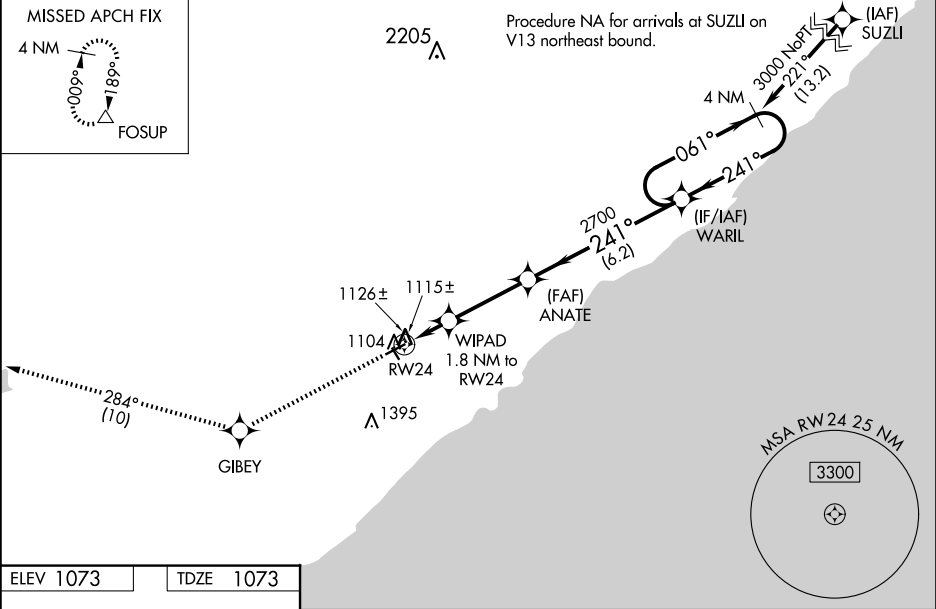 MISSED APCH FIX
4 NM
009°
189°
FOSUP
2205
Procedure NA for arrivals at SUZLI on
V13 northeast bound.
(IAF)
SUZLI
3000 NoPT
221°
(13.2)
4 NM
061°
241°
(IF/IAF)
WARIL
2700
241°
(6.2)
(FAF)
ANATE
1126±
1115±
1104
RW24
WIPAD
1.8 NM to
RW24
1395
284°
(10)
GIBEY
MSA RW24 25 NM
3300
ELEV 1073
TDZE 1073